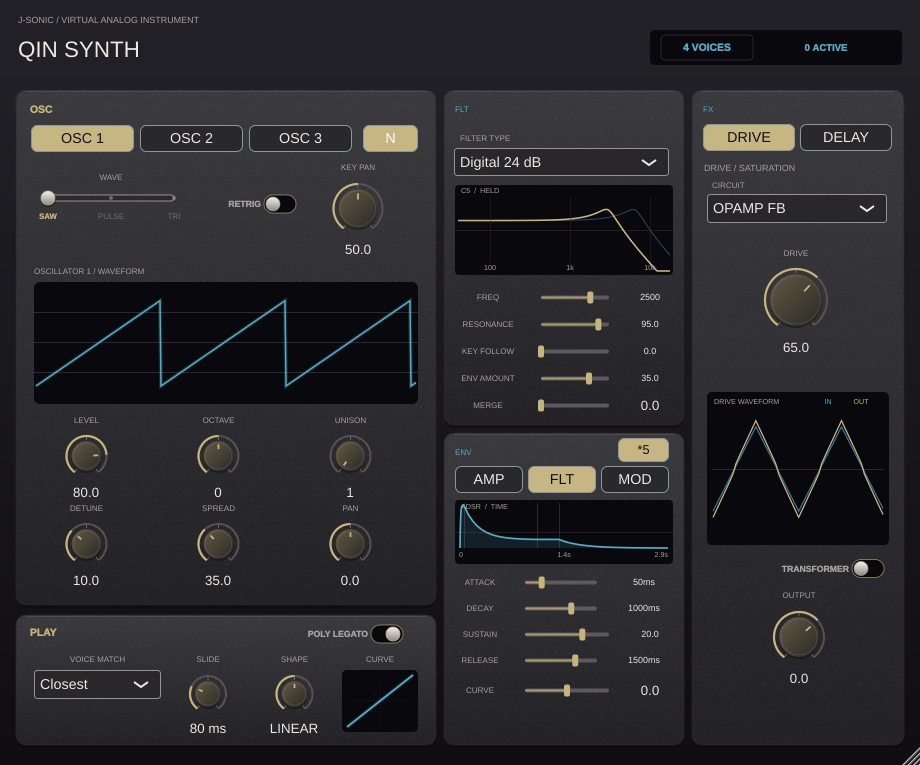 J-SONIC / VIRTUAL ANALOG INSTRUMENT
QIN SYNTH
4 VOICES
0 ACTIVE
OSC
OSC 1
OSC 2
OSC 3
N
WAVE
SAW
PULSE
TRI
RETRIG
KEY PAN
50.0
OSCILLATOR 1 / WAVEFORM
LEVEL
OCTAVE
UNISON
80.0
0
1
DETUNE
SPREAD
PAN
10.0
35.0
0.0
PLAY
POLY LEGATO
VOICE MATCH
SLIDE
SHAPE
CURVE
Closest
80 ms
LINEAR
FLT
FILTER TYPE
Digital 24 dB
C5 / HELD
100
1k
10k
FREQ
2500
RESONANCE
95.0
KEY FOLLOW
0.0
ENV AMOUNT
35.0
MERGE
0.0
ENV
*5
AMP
FLT
MOD
ADSR / TIME
0
1.4s
2.9s
ATTACK
50ms
DECAY
1000ms
SUSTAIN
20.0
RELEASE
1500ms
CURVE
0.0
FX
DRIVE
DELAY
DRIVE / SATURATION
CIRCUIT
OPAMP FB
DRIVE
65.0
DRIVE WAVEFORM
IN
OUT
TRANSFORMER
OUTPUT
0.0